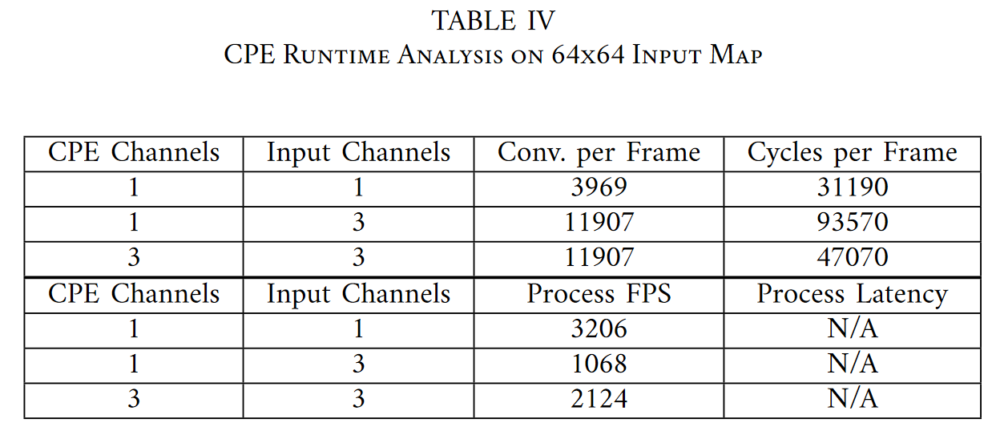 TABLE IV
CPE Runtime Analysis on 64x64 Input Map
CPE Channels Input Channels Conv. per Frame Cycles per Frame
1 1 3969 31190
1 3 11907 93570
3 3 11907 47070
CPE Channels Input Channels Process FPS Process Latency
1 1 3206 N/A
1 3 1068 N/A
3 3 2124 N/A